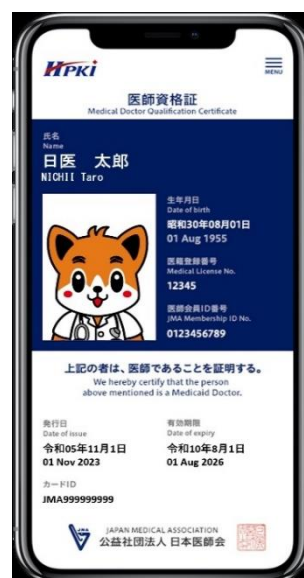 HPKI
MENU
医師資格証
Medical Doctor Qualification Certificate
氏名
Name
日医 太郎
NICHII Taro
生年月日
Date of birth
昭和30年08月01日
01 Aug 1955
医籍登録番号
Medical License No.
12345
医師会員ID番号
JMA Membership ID No.
0123456789
上記の者は、医師であることを証明する。
We hereby certify that the person
above mentioned is a Medicaid Doctor.
発行日
Date of issue
令和05年11月1日
01 Nov 2023
有効期限
Date of expiry
令和10年8月1日
01 Aug 2026
カードID
JMA999999999
JAPAN MEDICAL ASSOCIATION
公益社団法人 日本医師会